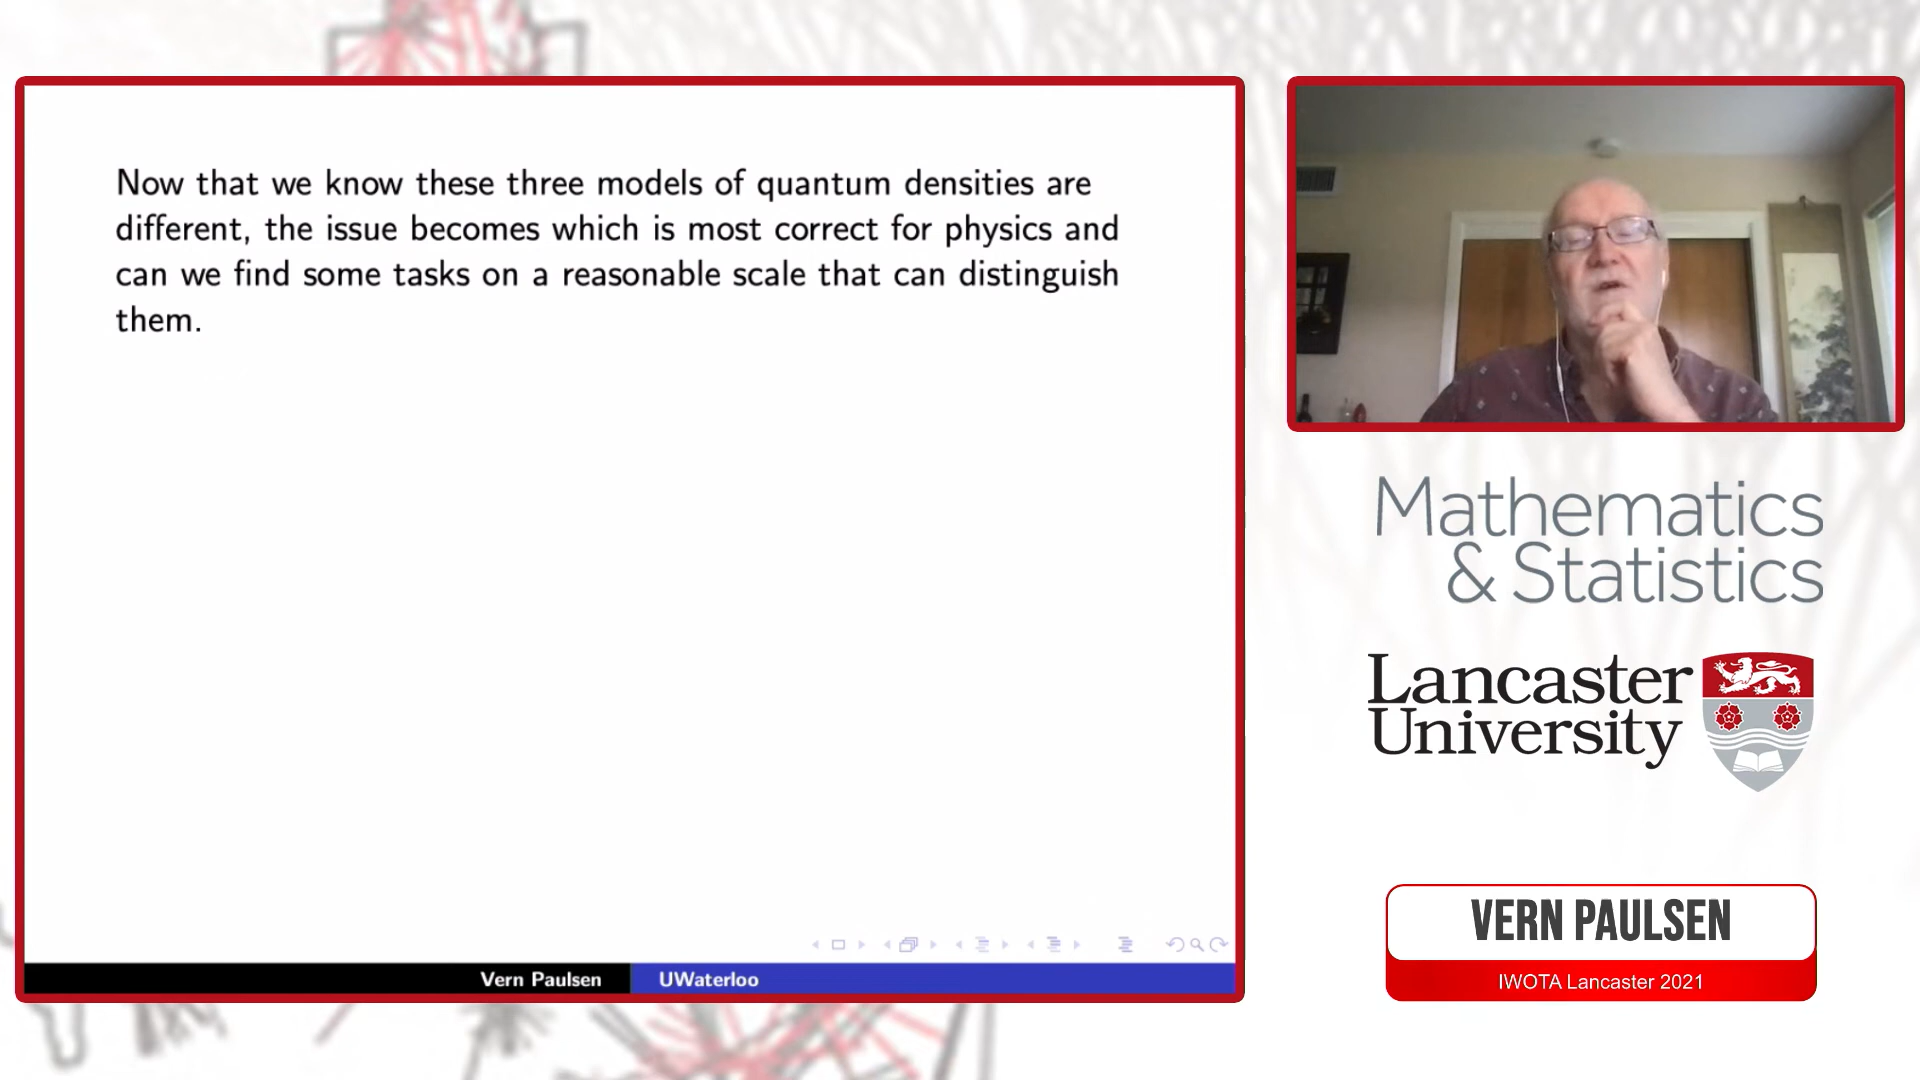 Now that we know these three models of quantum densities are
different, the issue becomes which is most correct for physics and
can we find some tasks on a reasonable scale that can distinguish
them.
Vern Paulsen
UWaterloo
Mathematics
& Statistics
Lancaster
University
VERN PAULSEN
IWOTA Lancaster 2021